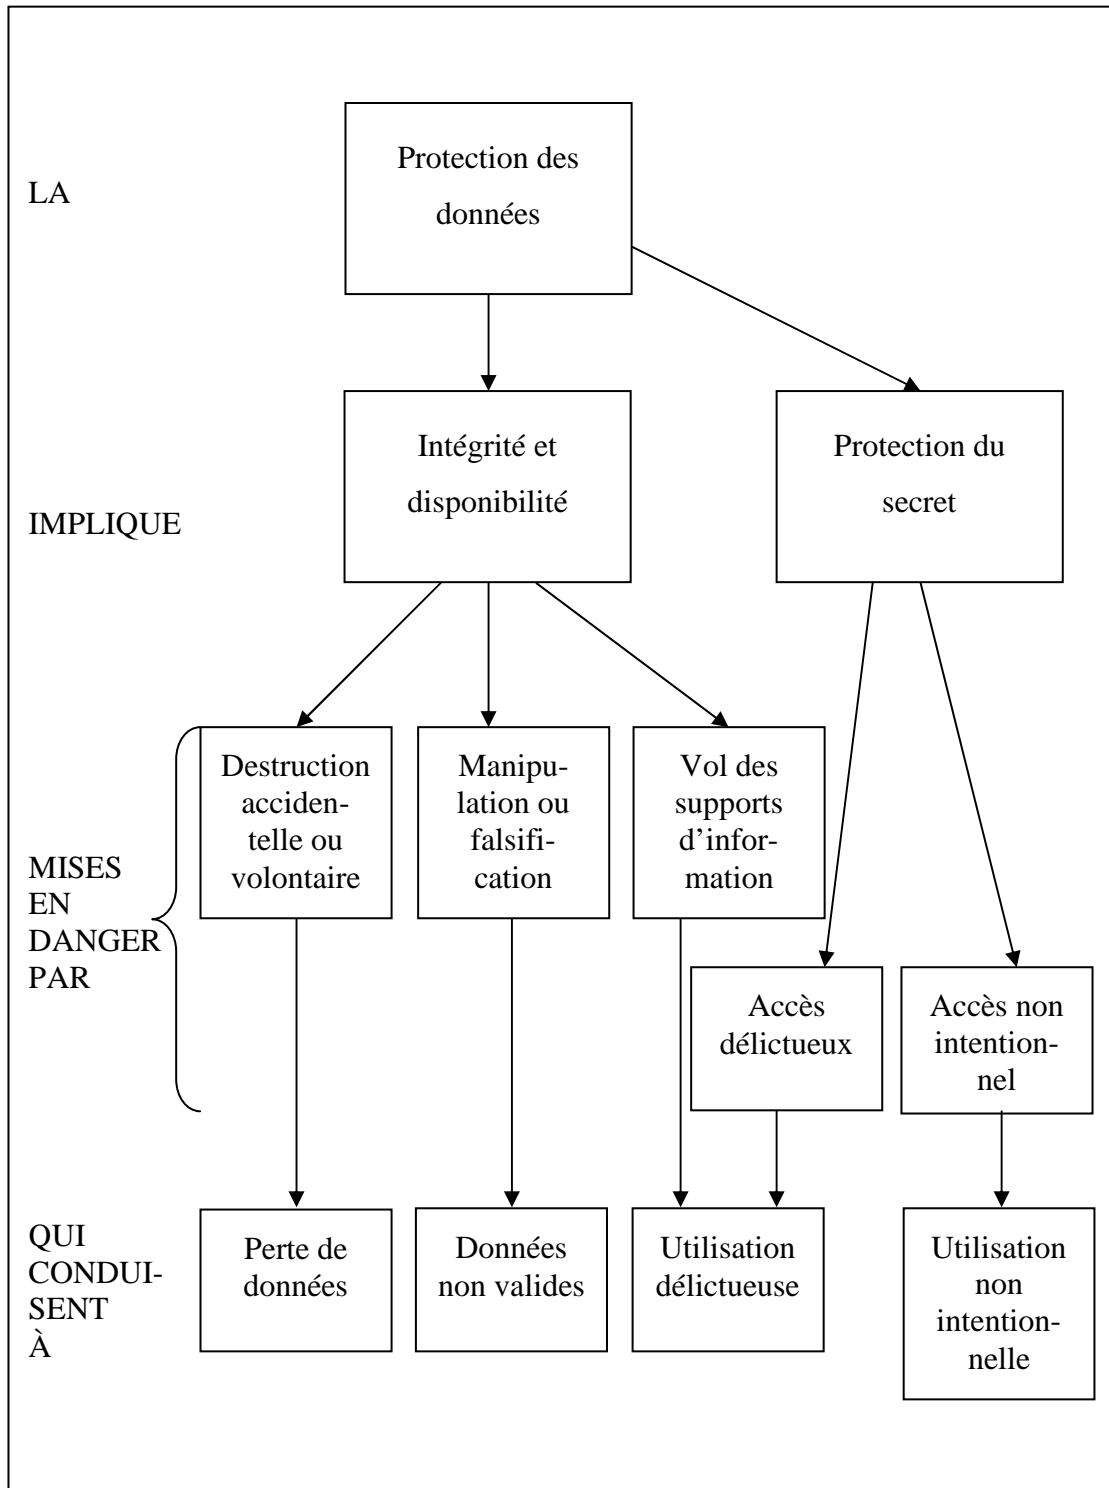 LA
Protection des
données
IMPLIQUE
Intégrité et
disponibilité
Protection du
secret
MISES
EN
DANGER
PAR
Destruction
acciden-
telle ou
volontaire
Manipu-
lation ou
falsifi-
cation
Vol des
supports
d’infor-
mation
Accès
délictueux
Accès non
intention-
nel
QUI
CONDUI-
SENT
À
Perte de
données
Données
non valides
Utilisation
délictueuse
Utilisation
non
intention-
nelle